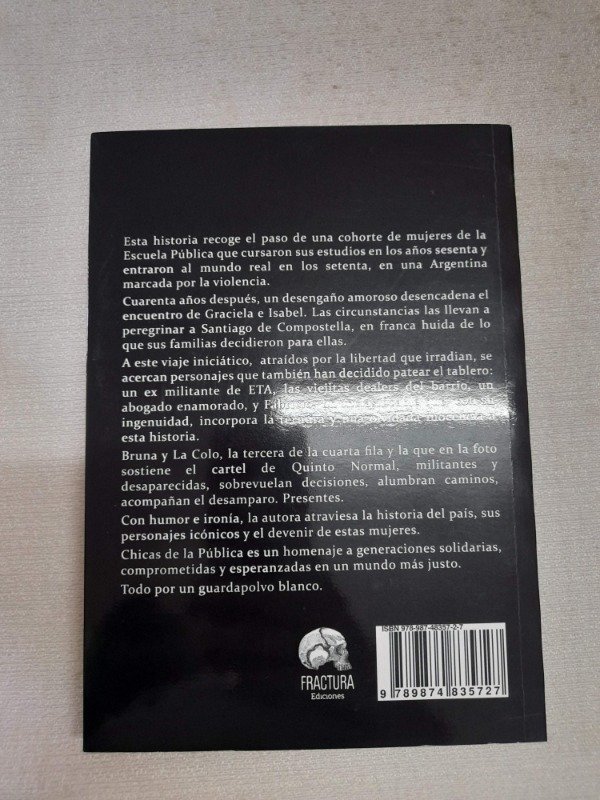 Esta historia recoge el paso de una cohorte de mujeres de la
Escuela Pública que cursaron sus estudios en los años sesenta y
entraron al mundo real en los setenta, en una Argentina
marcada por la violencia.
Cuarenta años después, un desengaño amoroso desencadena el
encuentro de Graciela e Isabel. Las circunstancias las llevan a
peregrinar a Santiago de Compostella, en franca huida de lo
que sus familias decidieron para ellas.
A este viaje iniciático, atraídos por la libertad que irradian, se
acercan personajes que también han decidido patear el tablero:
un ex militante de ETA, las viejitas dealers del barrio, un
abogado enamorado, y
ingenuidad, incorpora la ternura y
esta historia.
Bruna y La Colo, la tercera de la cuarta fila y la que en la foto
sostiene el cartel de Quinto Normal, militantes y
desaparecidas, sobrevuelan decisiones, alumbran caminos,
acompañan el desamparo. Presentes.
Con humor e ironía, la autora atraviesa la historia del país, sus
personajes icónicos y el devenir de estas mujeres.
Chicas de la Pública es un homenaje a generaciones solidarias,
comprometidas y esperanzadas en un mundo más justo.
Todo por un guardapolvo blanco.
FRACTURA
Ediciones
ISBN 978-987-48357-2-7
9 789874 835727